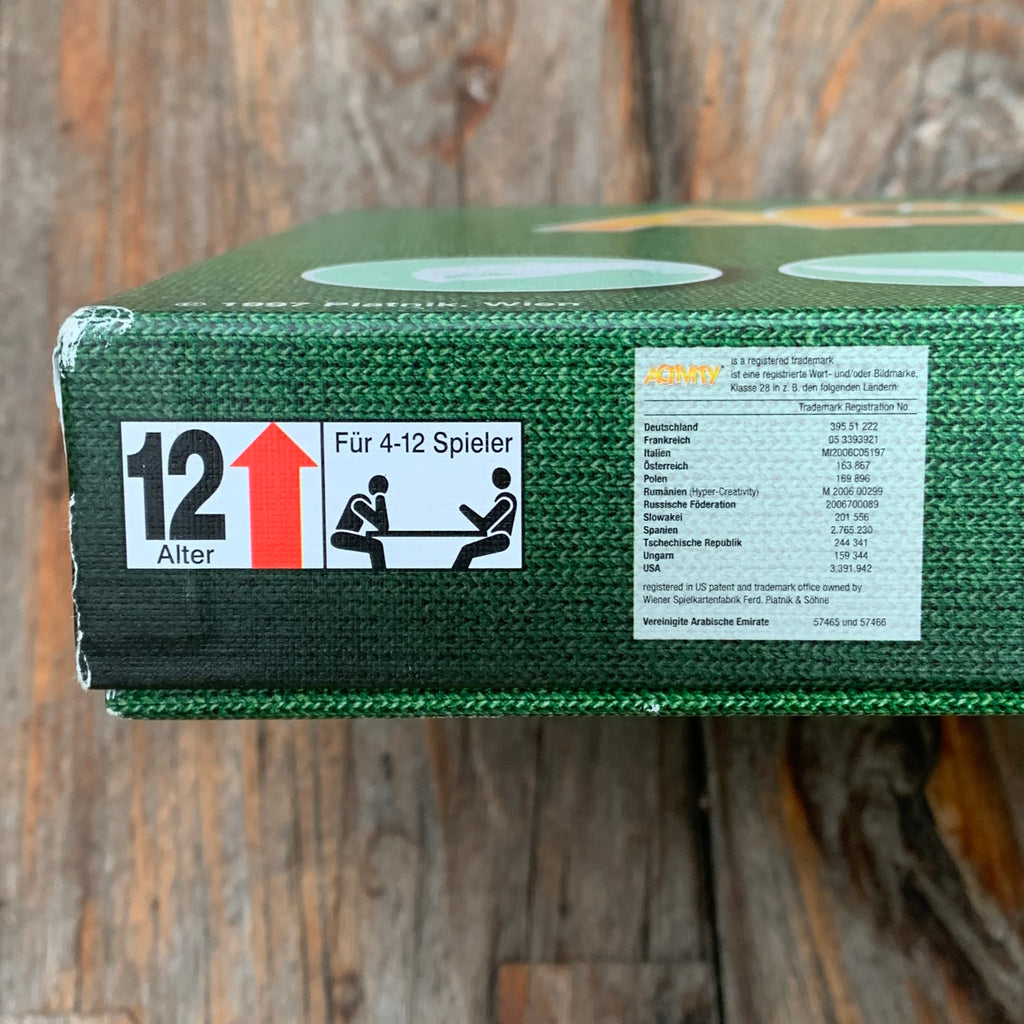 © 1997 Piatnik, Wien
12
Alter
Für 4-12 Spieler
ACTIVITY
is a registered trademark
ist eine registrierte Wort- und/oder Bildmarke,
Klasse 28 in z. B. den folgenden Ländern:
Trademark Registration No.
Deutschland 395 51 222
Frankreich 05 3393921
Italien MI2006C05197
Österreich 163 867
Polen 169 896
Rumänien (Hyper-Creativity) M 2006 00299
Russische Föderation 2006700089
Slowakei 201 556
Spanien 2.765.230
Tschechische Republik 244 341
Ungarn 159 344
USA 3,391,942
registered in US patent and trademark office owned by
Wiener Spielkartenfabrik Ferd. Piatnik & Söhne
Vereinigte Arabische Emirate 57465 und 57466